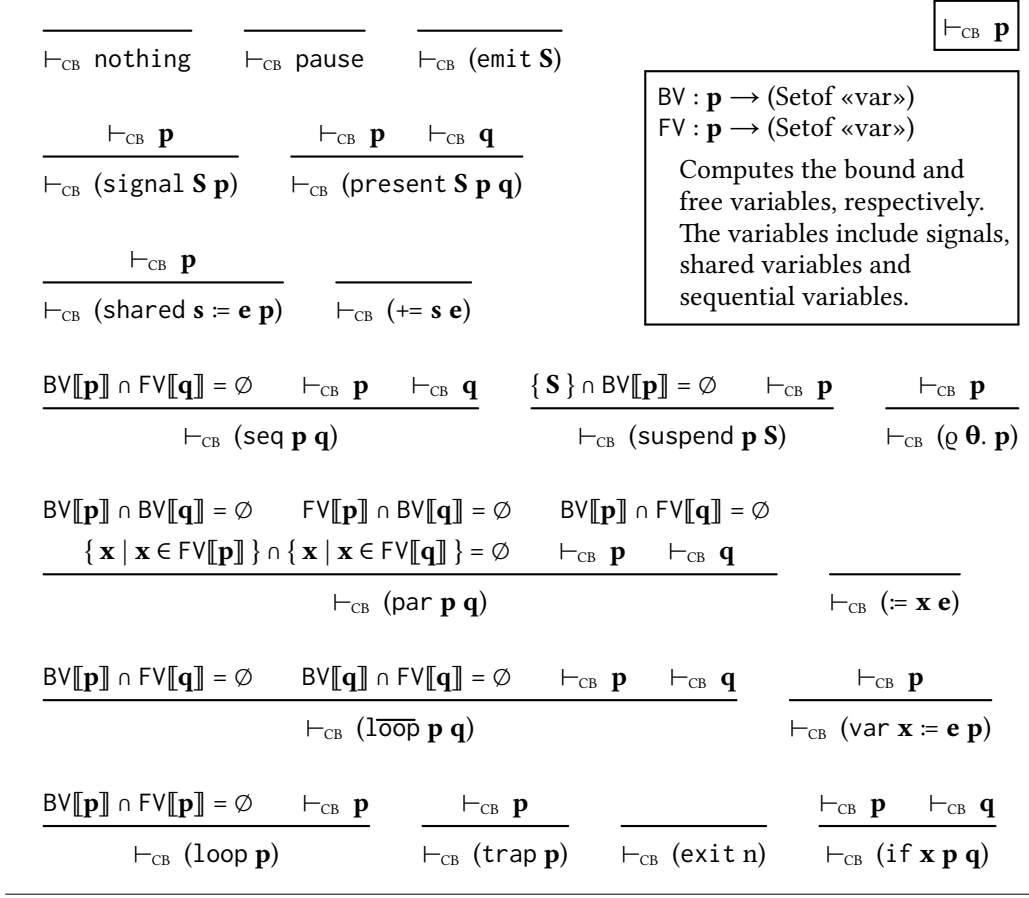 ⊢CB p
⊢CB nothing ⊢CB pause ⊢CB (emit S)
BV : p → (Setof «var»)
FV : p → (Setof «var»)
Computes the bound and
free variables, respectively.
The variables include signals,
shared variables and
sequential variables.
⊢CB p ⊢CB p ⊢CB q
⊢CB (signal S p) ⊢CB (present S p q)
⊢CB p
⊢CB (shared s := e p) ⊢CB (+= s e)
BV⟦p⟧ ∩ FV⟦q⟧ = ∅ ⊢CB p ⊢CB q { S } ∩ BV⟦p⟧ = ∅ ⊢CB p ⊢CB p
⊢CB (seq p q) ⊢CB (suspend p S) ⊢CB (ϱ θ. p)
BV⟦p⟧ ∩ BV⟦q⟧ = ∅ FV⟦p⟧ ∩ BV⟦q⟧ = ∅ BV⟦p⟧ ∩ FV⟦q⟧ = ∅
{ x | x ∈ FV⟦p⟧ } ∩ { x | x ∈ FV⟦q⟧ } = ∅ ⊢CB p ⊢CB q
⊢CB (par p q) ⊢CB (:= x e)
BV⟦p⟧ ∩ FV⟦q⟧ = ∅ BV⟦q⟧ ∩ FV⟦q⟧ = ∅ ⊢CB p ⊢CB q ⊢CB p
⊢CB (l̅o̅o̅p̅ p q) ⊢CB (var x := e p)
BV⟦p⟧ ∩ FV⟦p⟧ = ∅ ⊢CB p ⊢CB p ⊢CB p ⊢CB q
⊢CB (loop p) ⊢CB (trap p) ⊢CB (exit n) ⊢CB (if x p q)